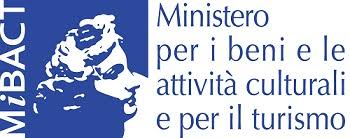 MiBACT
Ministero
per i beni e le
attività culturali
e per il turismo